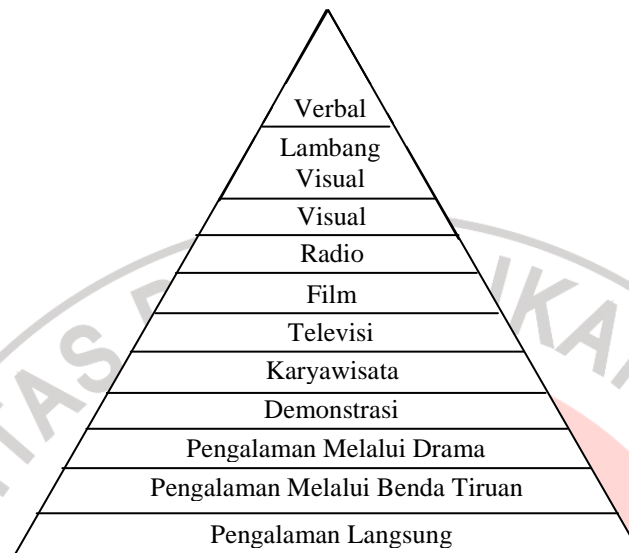 Verbal
Lambang
Visual
Visual
Radio
Film
Televisi
Karyawisata
Demonstrasi
Pengalaman Melalui Drama
Pengalaman Melalui Benda Tiruan
Pengalaman Langsung